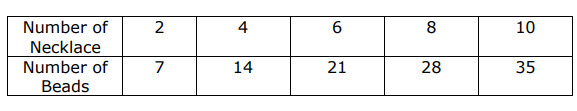 Number of Necklace 2 4 6 8 10
Number of Beads 7 14 21 28 35